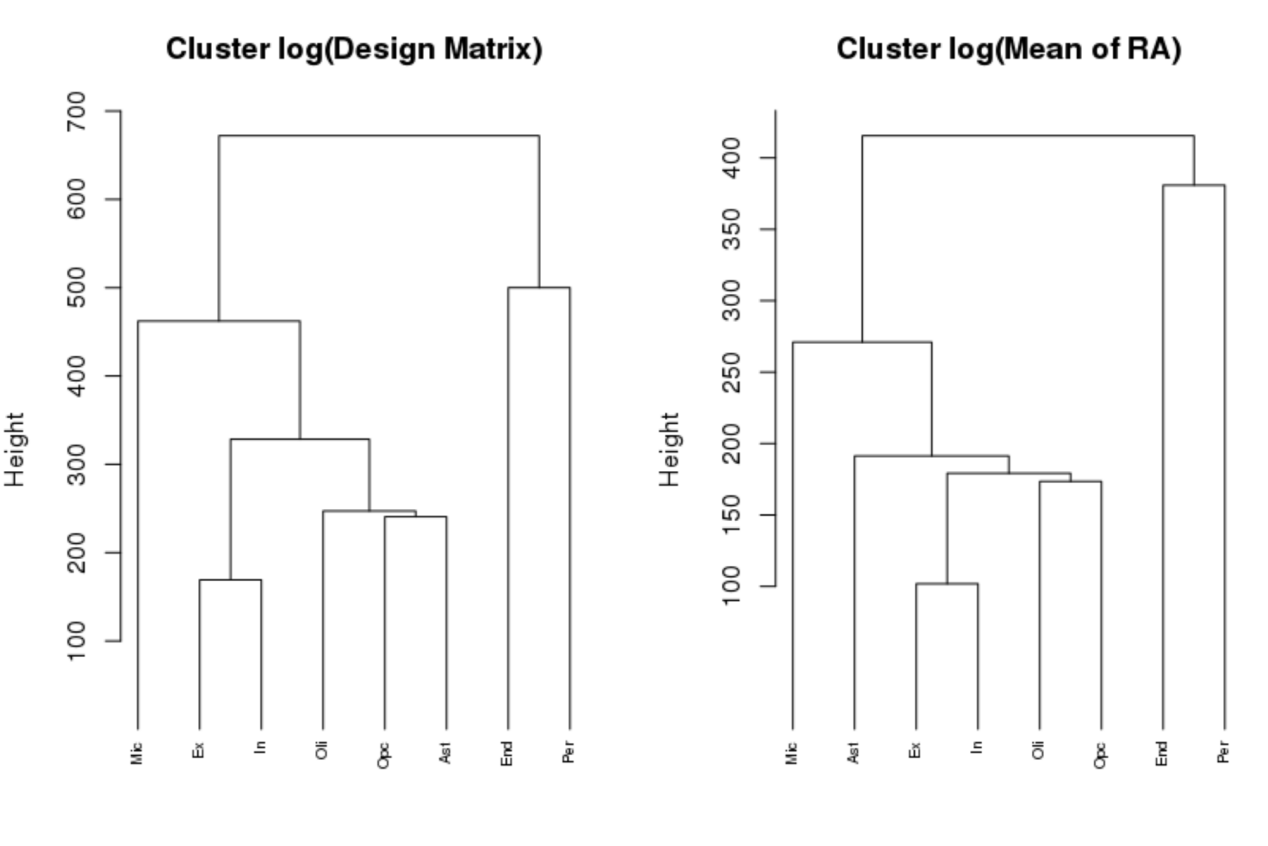 Cluster log(Design Matrix)
Height
700
600
500
400
300
200
100
Mic
Ex
In
Oli
Opc
Ast
End
Per
Cluster log(Mean of RA)
Height
400
350
300
250
200
150
100
Mic
Ast
Ex
In
Oli
Opc
End
Per